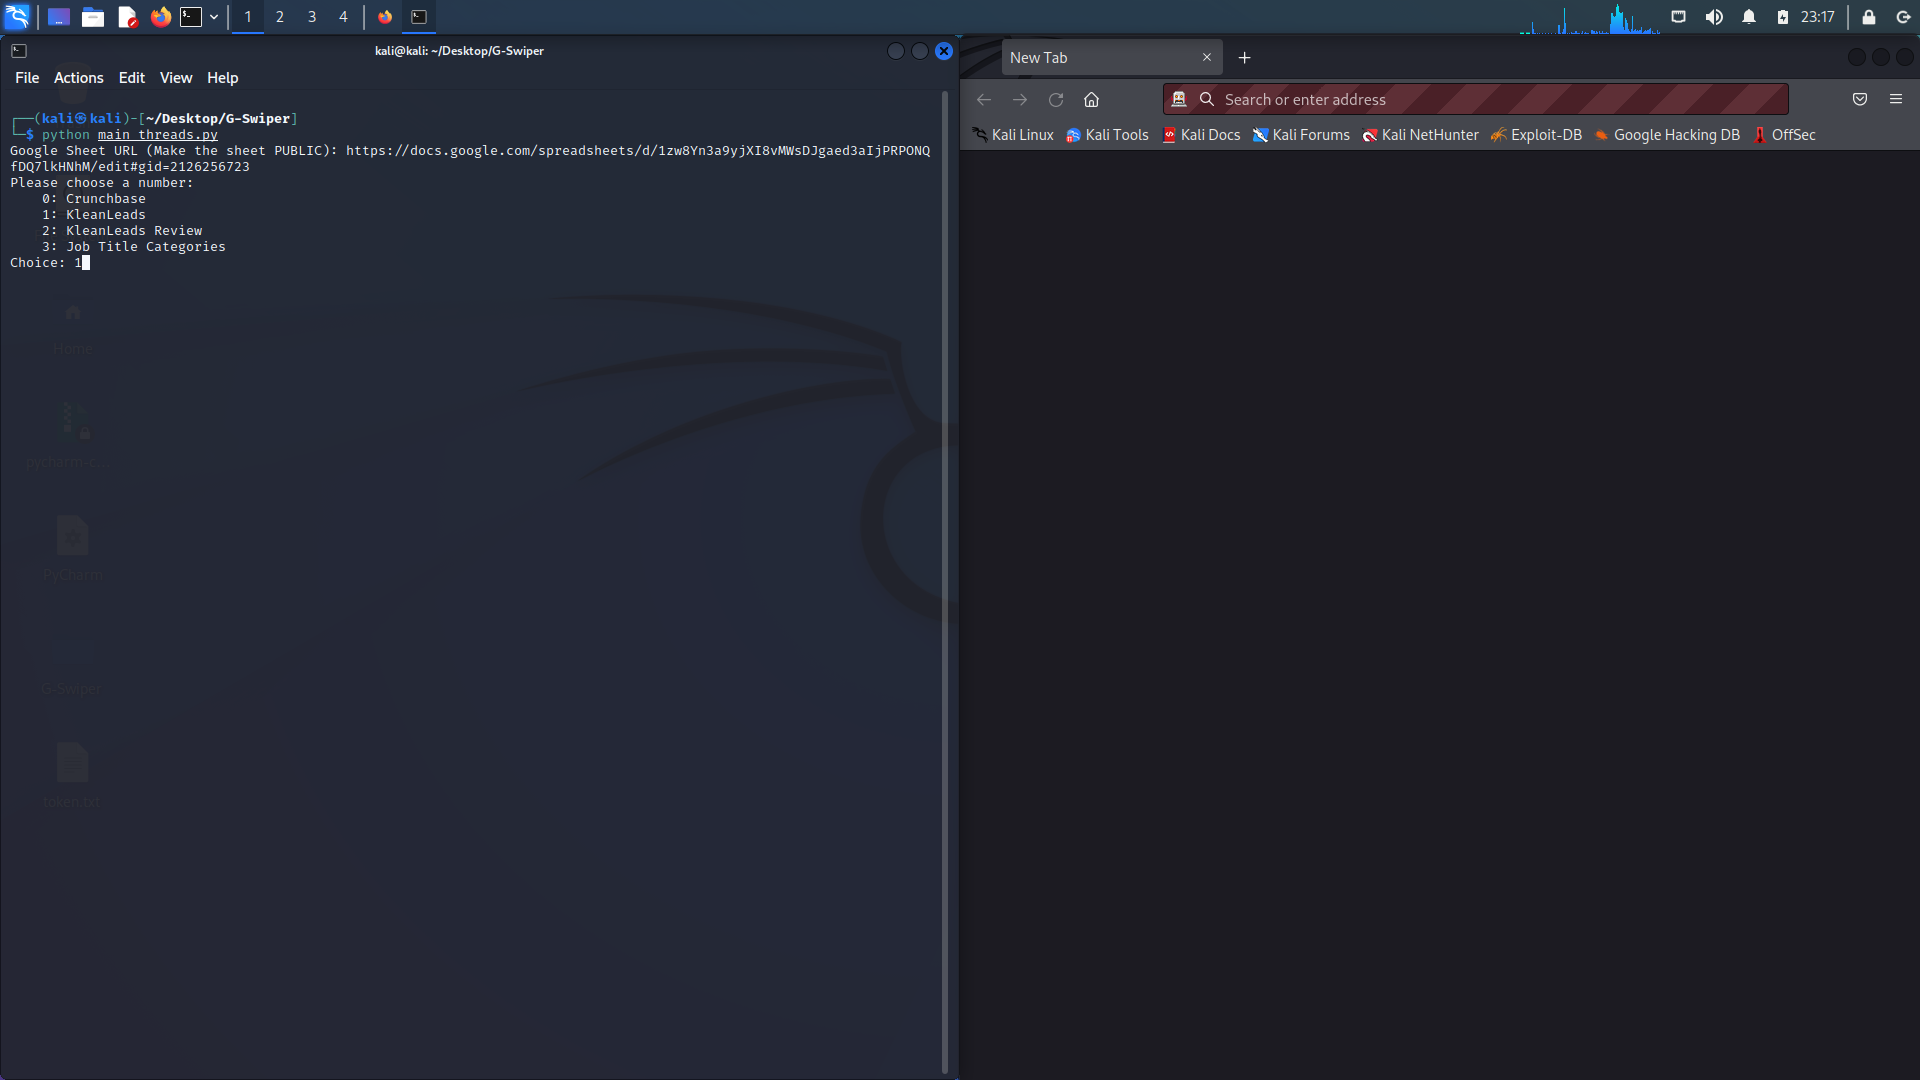 1 2 3 4 23:17
kali@kali: ~/Desktop/G-Swiper
File Actions Edit View Help
┌──(kali㉿kali)-[~/Desktop/G-Swiper]
└─$ python main_threads.py
Google Sheet URL (Make the sheet PUBLIC): https://docs.google.com/spreadsheets/d/1zw8Yn3a9yjXI8vMWsDJgaed3aIjPRPONQ
fDQ7lkHNhM/edit#gid=2126256723
Please choose a number:
0: Crunchbase
1: KleanLeads
2: KleanLeads Review
3: Job Title Categories
Choice: 1
Home
pycharm-c...
PyCharm
G-Swiper
token.txt
New Tab
Search or enter address
Kali Linux Kali Tools Kali Docs Kali Forums Kali NetHunter Exploit-DB Google Hacking DB OffSec